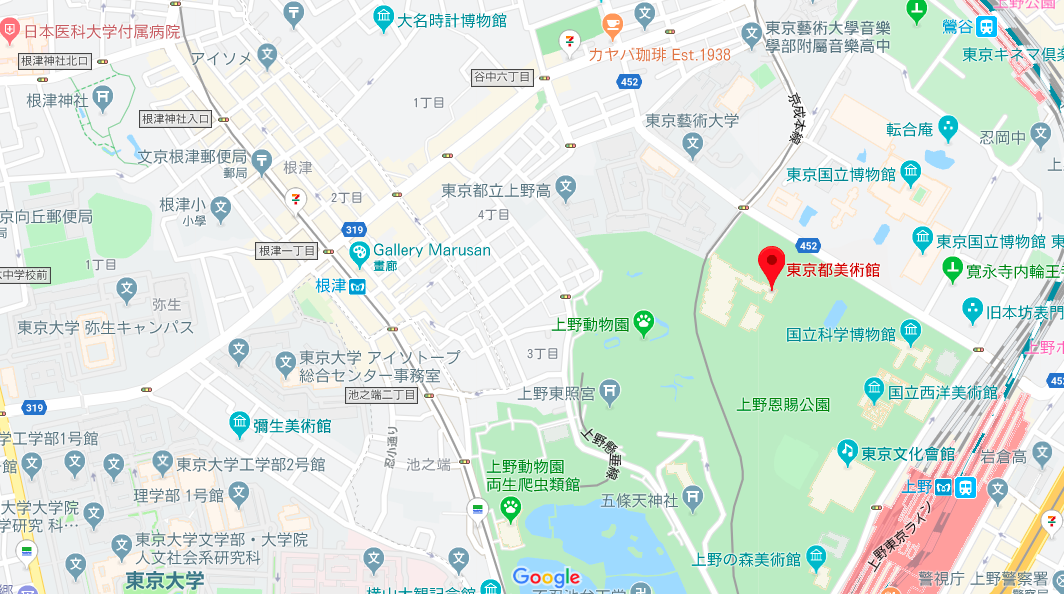 上野公園
日本医科大学付属病院
大名時計博物館
東京藝術大學音樂
學部附屬音樂高中
鶯谷
カヤバ珈琲 Est.1938
東京キネマ倶楽
アイソメ
根津神社北口
谷中六丁目
452
1丁目
根津神社
根津神社入口
京成本線
東京藝術大学
転合庵
忍岡中
文京根津郵便局
郵局
根津
東京国立博物館
2丁目
東京都立上野高
根津小
小學
京向丘郵便局
4丁目
319
452
東京国立博物館 東
根津一丁目
Gallery Marusan
畫廊
1丁目
中学校前
東京都美術館
寛永寺内輪王寺
根津
弥生
旧本坊表門
東京大学 弥生キャンパス
上野動物園
国立科学博物館
3丁目
東京大学 アイソトープ
総合センター事務室
上野東照宮
国立西洋美術館
池之端二丁目
319
上野恩賜公園
彌生美術館
忍小通り
上野懸垂線
学工学部1号館
東京文化會館
岩倉高
東京大学工学部2号館
池之端
上野動物園
両生爬虫類館
上野
理学部 1号館
五條天神社
大学大学院
学研究 科…
東京大学文学部・大学院
人文社会系研究科
上野東京ライン
上野の森美術館
東京大学
Google
警視庁 上野警察署
横山大観記念館
不忍池弁天堂